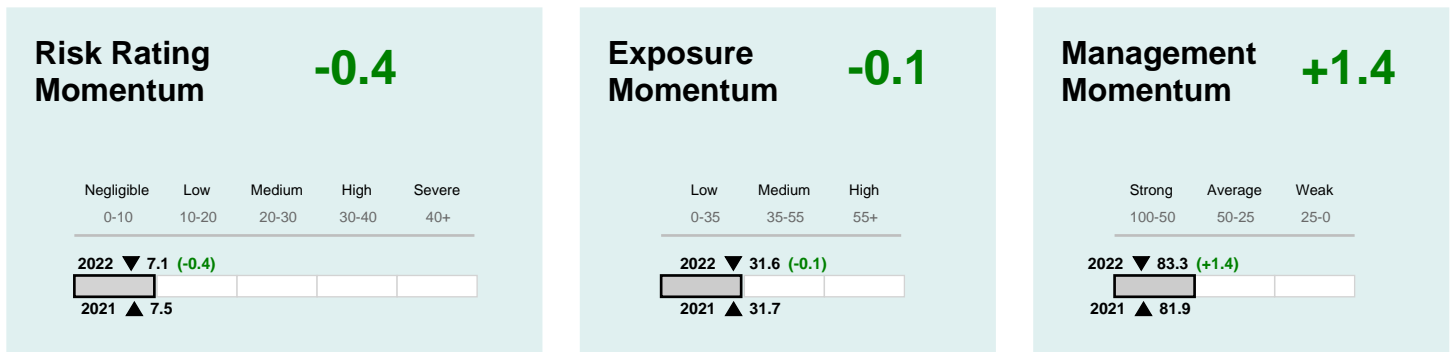 Risk Rating
Momentum
-0.4
Negligible Low Medium High Severe
0-10 10-20 20-30 30-40 40+
2022 ▼ 7.1 (-0.4)
2021 ▲ 7.5
Exposure
Momentum
-0.1
Low Medium High
0-35 35-55 55+
2022 ▼ 31.6 (-0.1)
2021 ▲ 31.7
Management
Momentum
+1.4
Strong Average Weak
100-50 50-25 25-0
2022 ▼ 83.3 (+1.4)
2021 ▲ 81.9